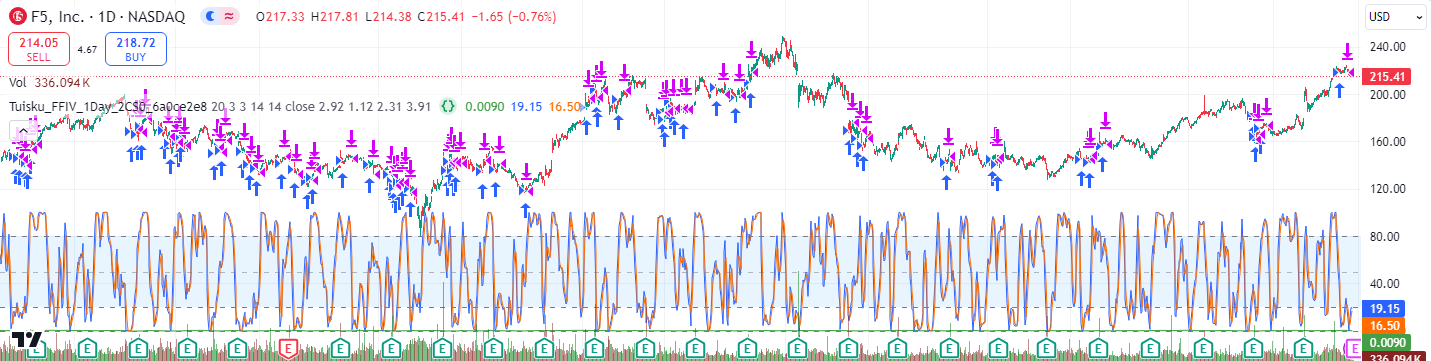 F5, Inc. · 1D · NASDAQ O217.33 H217.81 L214.38 C215.41 −1.65 (−0.76%)
USD
214.05 SELL 4.67 218.72 BUY
Vol 336.094 K
Tuisku_FFIV_1Day_2CS0_6a0ce2e8 20 3 3 14 14 close 2.92 1.12 2.31 3.91 0.0090 19.15 16.50
240.00
215.41
200.00
160.00
120.00
80.00
40.00
19.15
16.50
0.0090
336.094 K
E E E E E E E E E E E E E E E E E E E E E E E E E E E